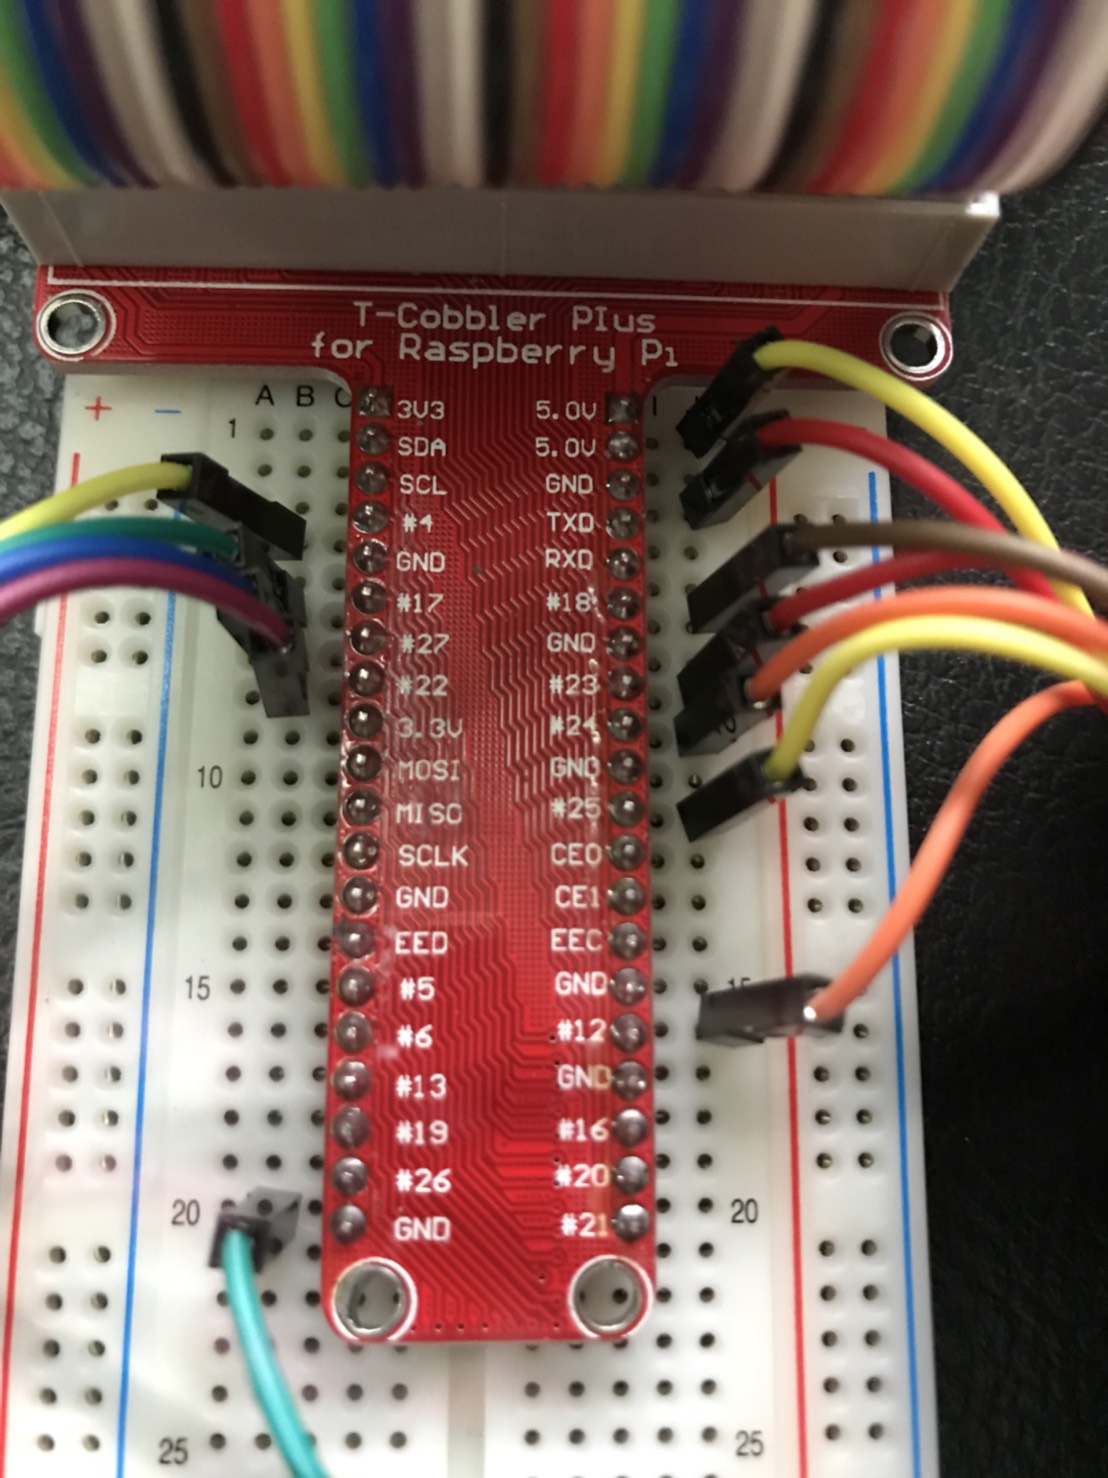 T-Cobbler PIus
for Raspberry Pi
+ − A B C
1
3V3 5.0V
SDA 5.0V
SCL GND
#4 TXD
GND RXD
#17 #18
#27 GND
#22 #23
3.3V #24
10 MOSI GND
MISO #25
SCLK CE0
GND CE1
EED EEC
15 #5 GND 15
#6 #12
#13 GND
#19 #16
#26 #20
20 GND #21 20
25 25